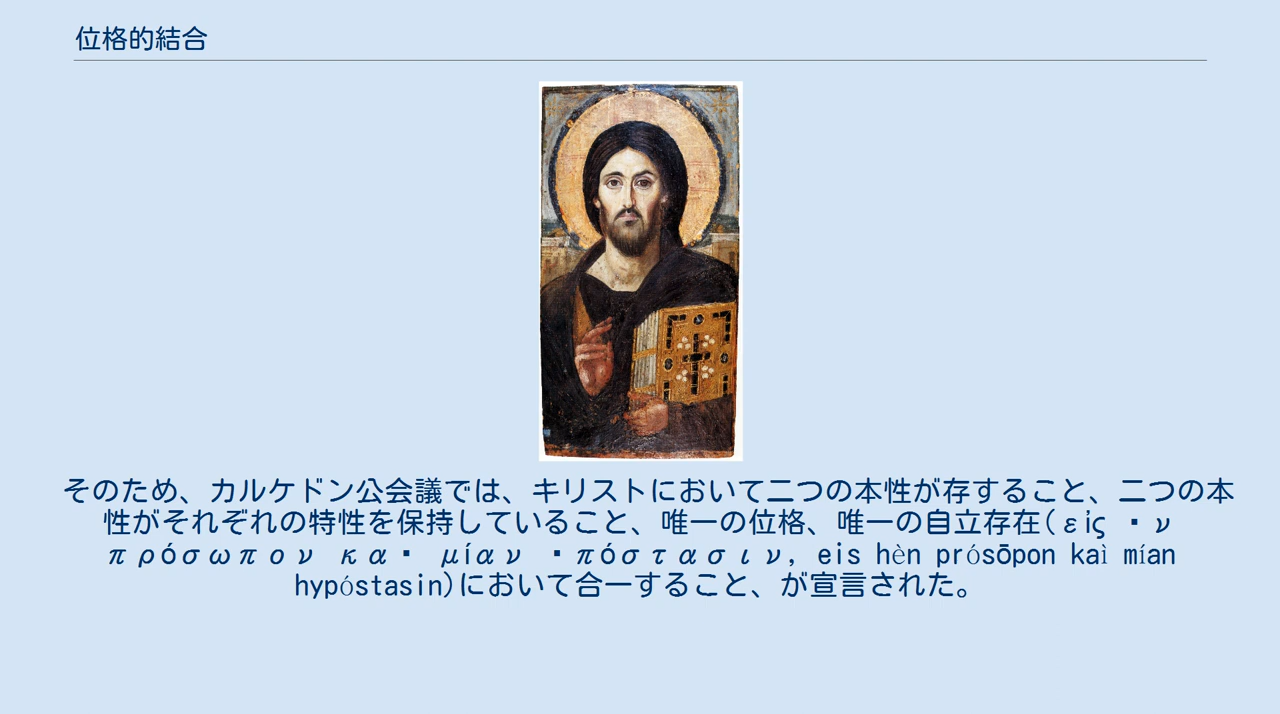 位格的結合
そのため、カルケドン公会議では、キリストにおいて二つの本性が存すること、二つの本
性がそれぞれの特性を保持していること、唯一の位格、唯一の自立存在(εἰς ▪ν
πρόσωπον κα▪ μίαν ▪πόστασιν, eis hèn prósōpon kaì mían
hypóstasin)において合一すること、が宣言された。